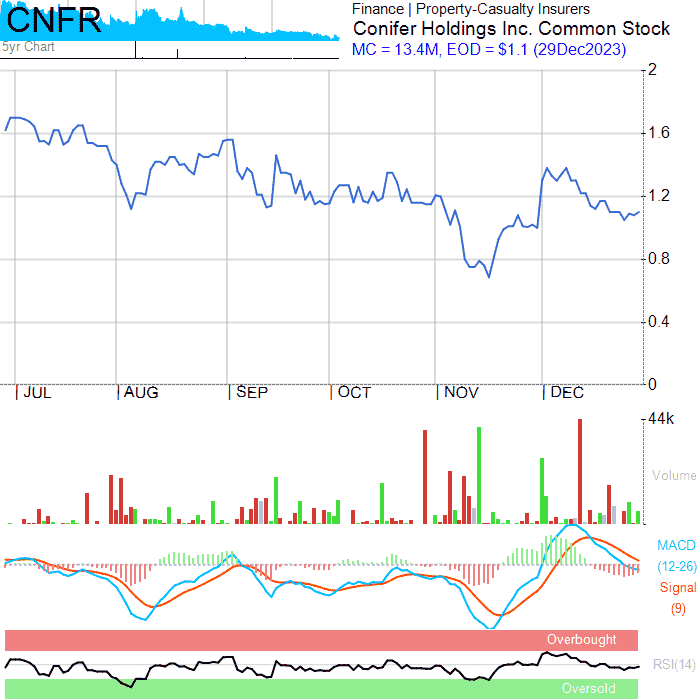 CNFR
5yr Chart
Finance | Property-Casualty Insurers
Conifer Holdings Inc. Common Stock
MC = 13.4M, EOD = $1.1 (29Dec2023)
2
1.6
1.2
0.8
0.4
0
|JUL |AUG |SEP |OCT |NOV |DEC
44k
Volume
MACD
(12-26)
Signal
(9)
Overbought
RSI(14)
Oversold